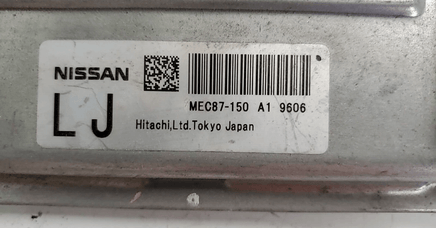 NISSAN
MEC87-150 A1 9606
LJ
Hitachi,Ltd.Tokyo Japan